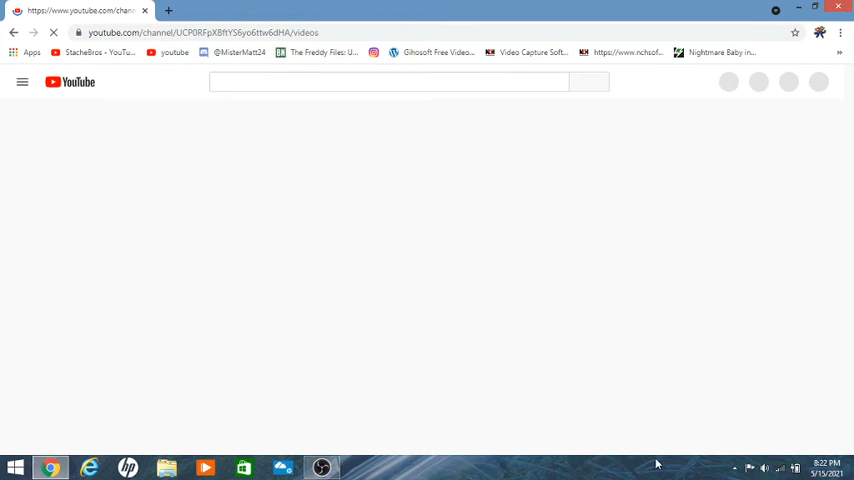 https://www.youtube.com/chann
youtube.com/channel/UCP0RFpXBftYS6yo6ttw6dHA/videos
Apps StacheBros - YouTu... youtube @MisterMatt24 The Freddy Files: U... Gihosoft Free Video... Video Capture Soft... https://www.nchsof... Nightmare Baby in... »
YouTube
8:22 PM
5/15/2021